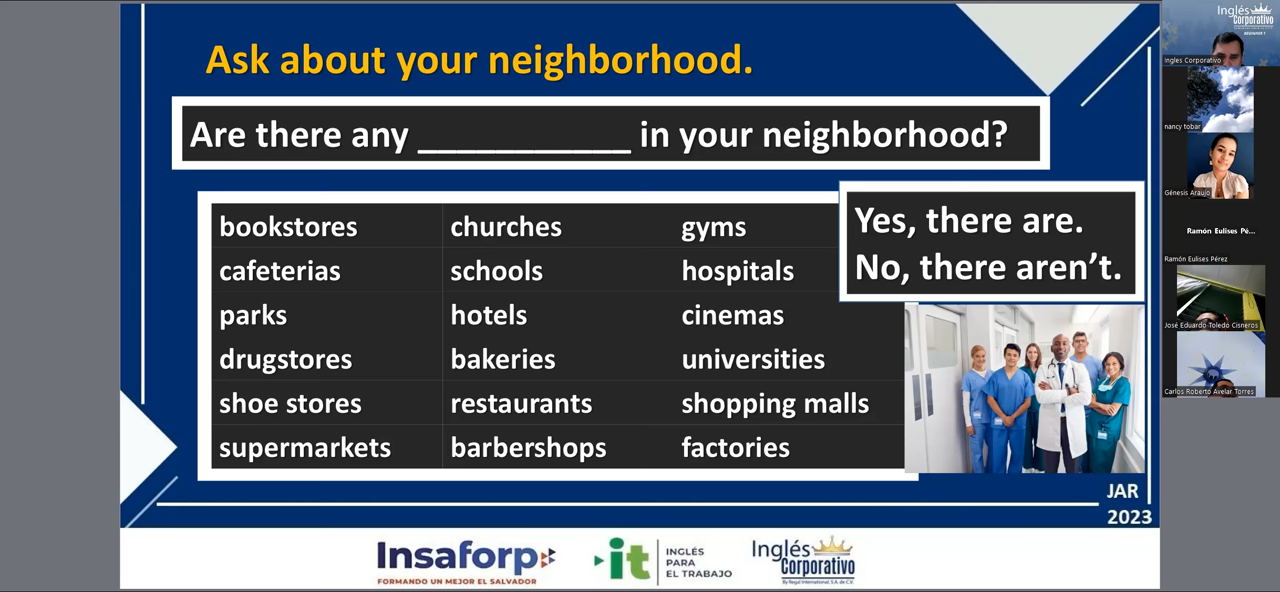 Ask about your neighborhood.
Are there any ___________ in your neighborhood?
Yes, there are.
No, there aren't.
bookstores churches gyms
cafeterias schools hospitals
parks hotels cinemas
drugstores bakeries universities
shoe stores restaurants shopping malls
supermarkets barbershops factories
JAR
2023
Insaforp
FORMANDO UN MEJOR EL SALVADOR
it
INGLÉS
PARA
EL TRABAJO
Inglés
Corporativo
By Regal International, S.A. de C.V.
Inglés
Corporativo
BEGINNER 1
Ingles Corporativo
nancy tobar
Génesis Araujo
Ramón Eulises Pé...
Ramón Eulises Pérez
José Eduardo Toledo Cisneros
Carlos Roberto Avelar Torres